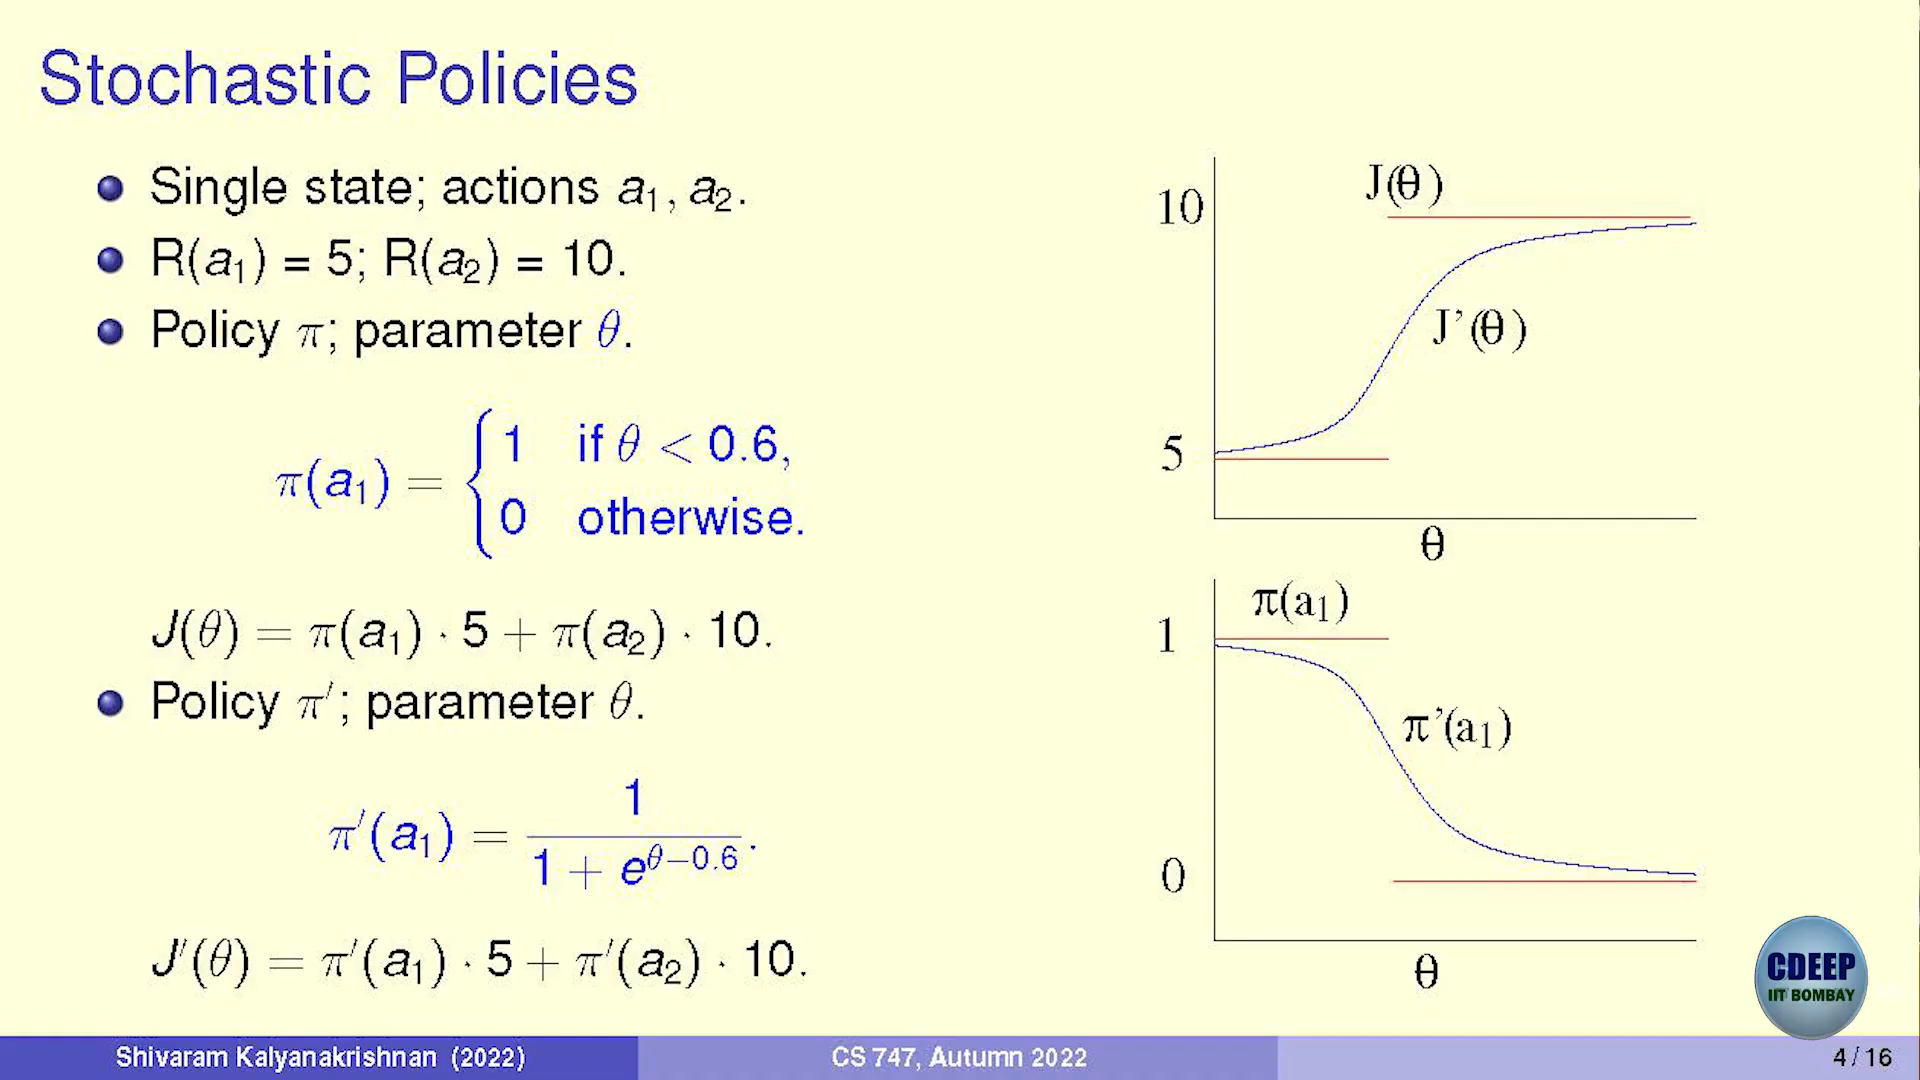 Stochastic Policies
Single state; actions a₁, a₂.
R(a₁) = 5; R(a₂) = 10.
Policy π; parameter θ.
π(a₁) = { 1 if θ < 0.6,
0 otherwise.
J(θ) = π(a₁) · 5 + π(a₂) · 10.
Policy π′; parameter θ.
π′(a₁) = 1 / (1 + e^(θ−0.6)).
J′(θ) = π′(a₁) · 5 + π′(a₂) · 10.
10
J(θ)
J’(θ)
5
θ
π(a₁)
1
π’(a₁)
0
θ
CDEEP
IIT BOMBAY
Shivaram Kalyanakrishnan (2022)
CS 747, Autumn 2022
4 / 16